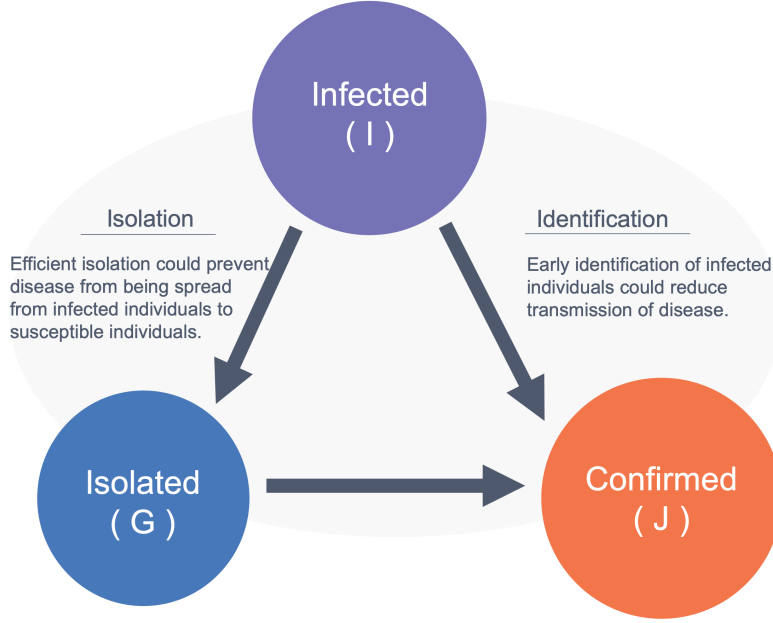 Infected
( I )
Isolation
Efficient isolation could prevent
disease from being spread
from infected individuals to
susceptible individuals.
Identification
Early identification of infected
individuals could reduce
transmission of disease.
Isolated
( G )
Confirmed
( J )